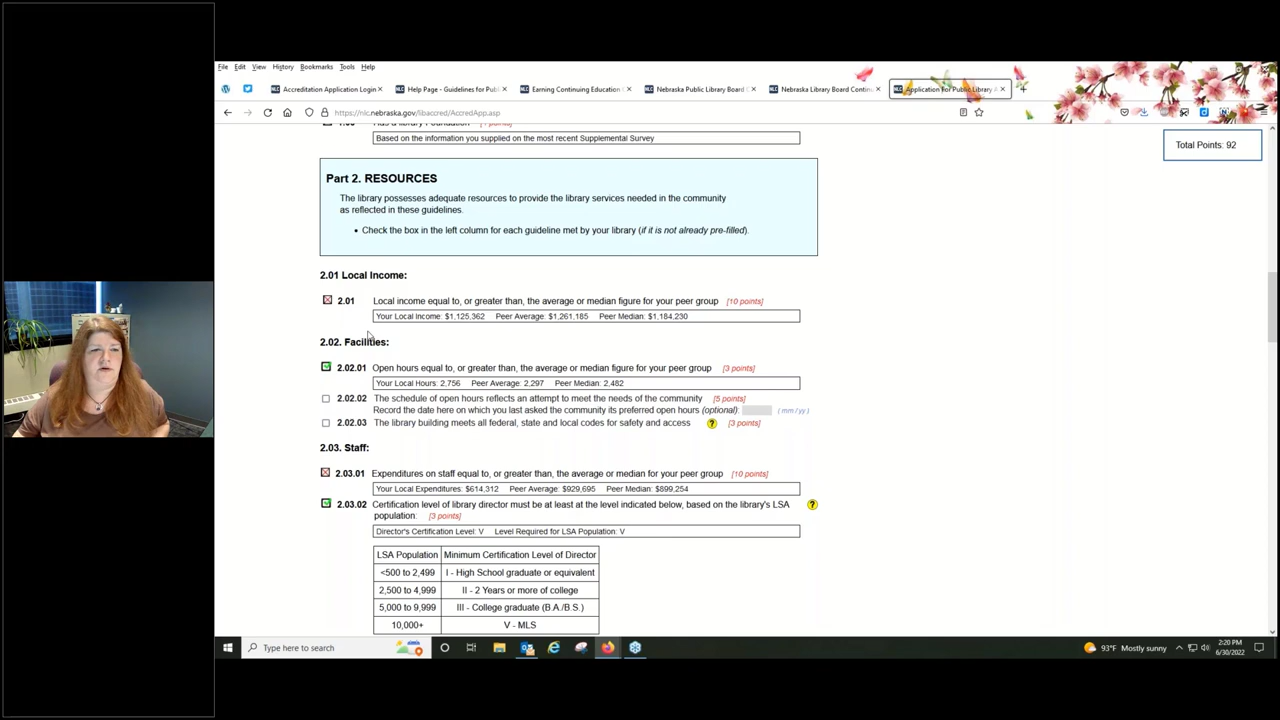 File Edit View History Bookmarks Tools Help
Accreditation Application Login
Help Page - Guidelines for Publ
Earning Continuing Education
Nebraska Public Library Board
Nebraska Library Board Contin
Application For Public Library A
https://nlc.nebraska.gov/libaccred/AccredApp.asp
Based on the information you supplied on the most recent Supplemental Survey
Total Points: 92
Part 2. RESOURCES
The library possesses adequate resources to provide the library services needed in the community
as reflected in these guidelines.
• Check the box in the left column for each guideline met by your library (if it is not already pre-filled).
2.01 Local Income:
2.01 Local income equal to, or greater than, the average or median figure for your peer group [10 points]
Your Local Income: $1,125,362 Peer Average: $1,261,185 Peer Median: $1,184,230
2.02. Facilities:
2.02.01 Open hours equal to, or greater than, the average or median figure for your peer group [3 points]
Your Local Hours: 2,756 Peer Average: 2,297 Peer Median: 2,482
2.02.02 The schedule of open hours reflects an attempt to meet the needs of the community [5 points]
Record the date here on which you last asked the community its preferred open hours (optional): (mm / yy)
2.02.03 The library building meets all federal, state and local codes for safety and access ? [3 points]
2.03. Staff:
2.03.01 Expenditures on staff equal to, or greater than, the average or median for your peer group [10 points]
Your Local Expenditures: $614,312 Peer Average: $929,695 Peer Median: $899,254
2.03.02 Certification level of library director must be at least at the level indicated below, based on the library's LSA ?
population: [3 points]
Director's Certification Level: V Level Required for LSA Population: V
LSA Population Minimum Certification Level of Director
<500 to 2,499 I - High School graduate or equivalent
2,500 to 4,999 II - 2 Years or more of college
5,000 to 9,999 III - College graduate (B.A./B.S.)
10,000+ V - MLS
Type here to search
93°F Mostly sunny
2:20 PM
6/30/2022